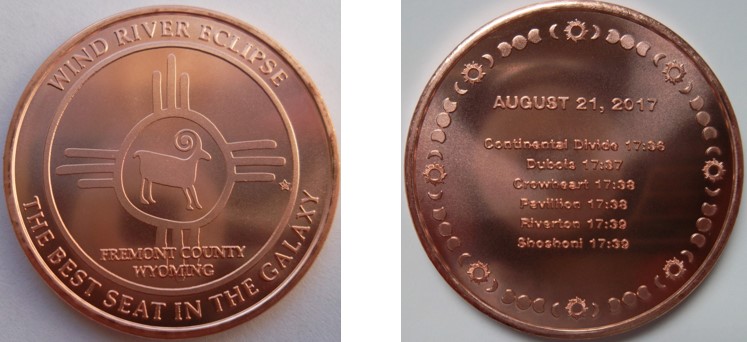 WIND RIVER ECLIPSE
FREMONT COUNTY
WYOMING
THE BEST SEAT IN THE GALAXY
AUGUST 21, 2017
Continental Divide 17:36
Dubois 17:37
Crowheart 17:38
Pavillion 17:38
Riverton 17:39
Shoshoni 17:39